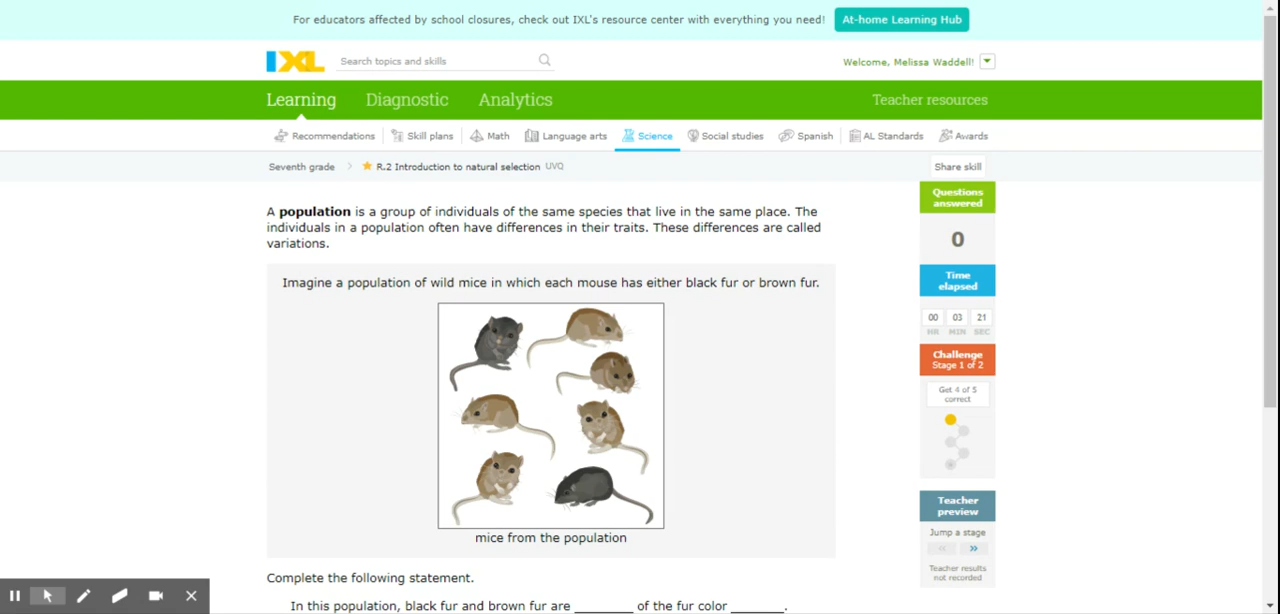 For educators affected by school closures, check out IXL's resource center with everything you need! At-home Learning Hub
IXL Search topics and skills Welcome, Melissa Waddell!
Learning Diagnostic Analytics Teacher resources
Recommendations Skill plans Math Language arts Science Social studies Spanish AL Standards Awards
Seventh grade > R.2 Introduction to natural selection UVQ Share skill
A population is a group of individuals of the same species that live in the same place. The
individuals in a population often have differences in their traits. These differences are called
variations.
Imagine a population of wild mice in which each mouse has either black fur or brown fur.
mice from the population
Complete the following statement.
In this population, black fur and brown fur are ________ of the fur color ________.
Questions
answered
0
Time
elapsed
00 03 21
HR MIN SEC
Challenge
Stage 1 of 2
Get 4 of 5
correct
Teacher
preview
Jump a stage
<< >>
Teacher results
not recorded